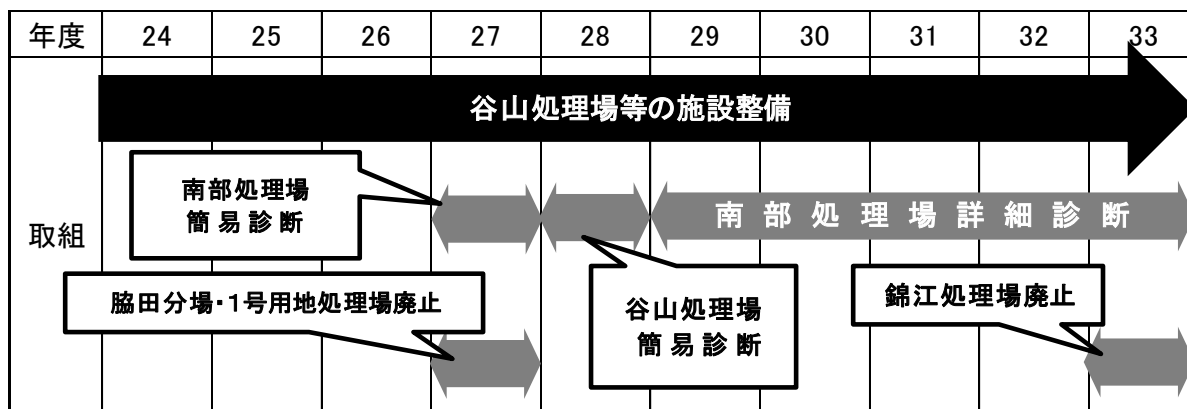 年度 24 25 26 27 28 29 30 31 32 33
取組
谷山処理場等の施設整備
南部処理場
簡易診断
南部処理場詳細診断
脇田分場・1号用地処理場廃止
谷山処理場
簡易診断
錦江処理場廃止